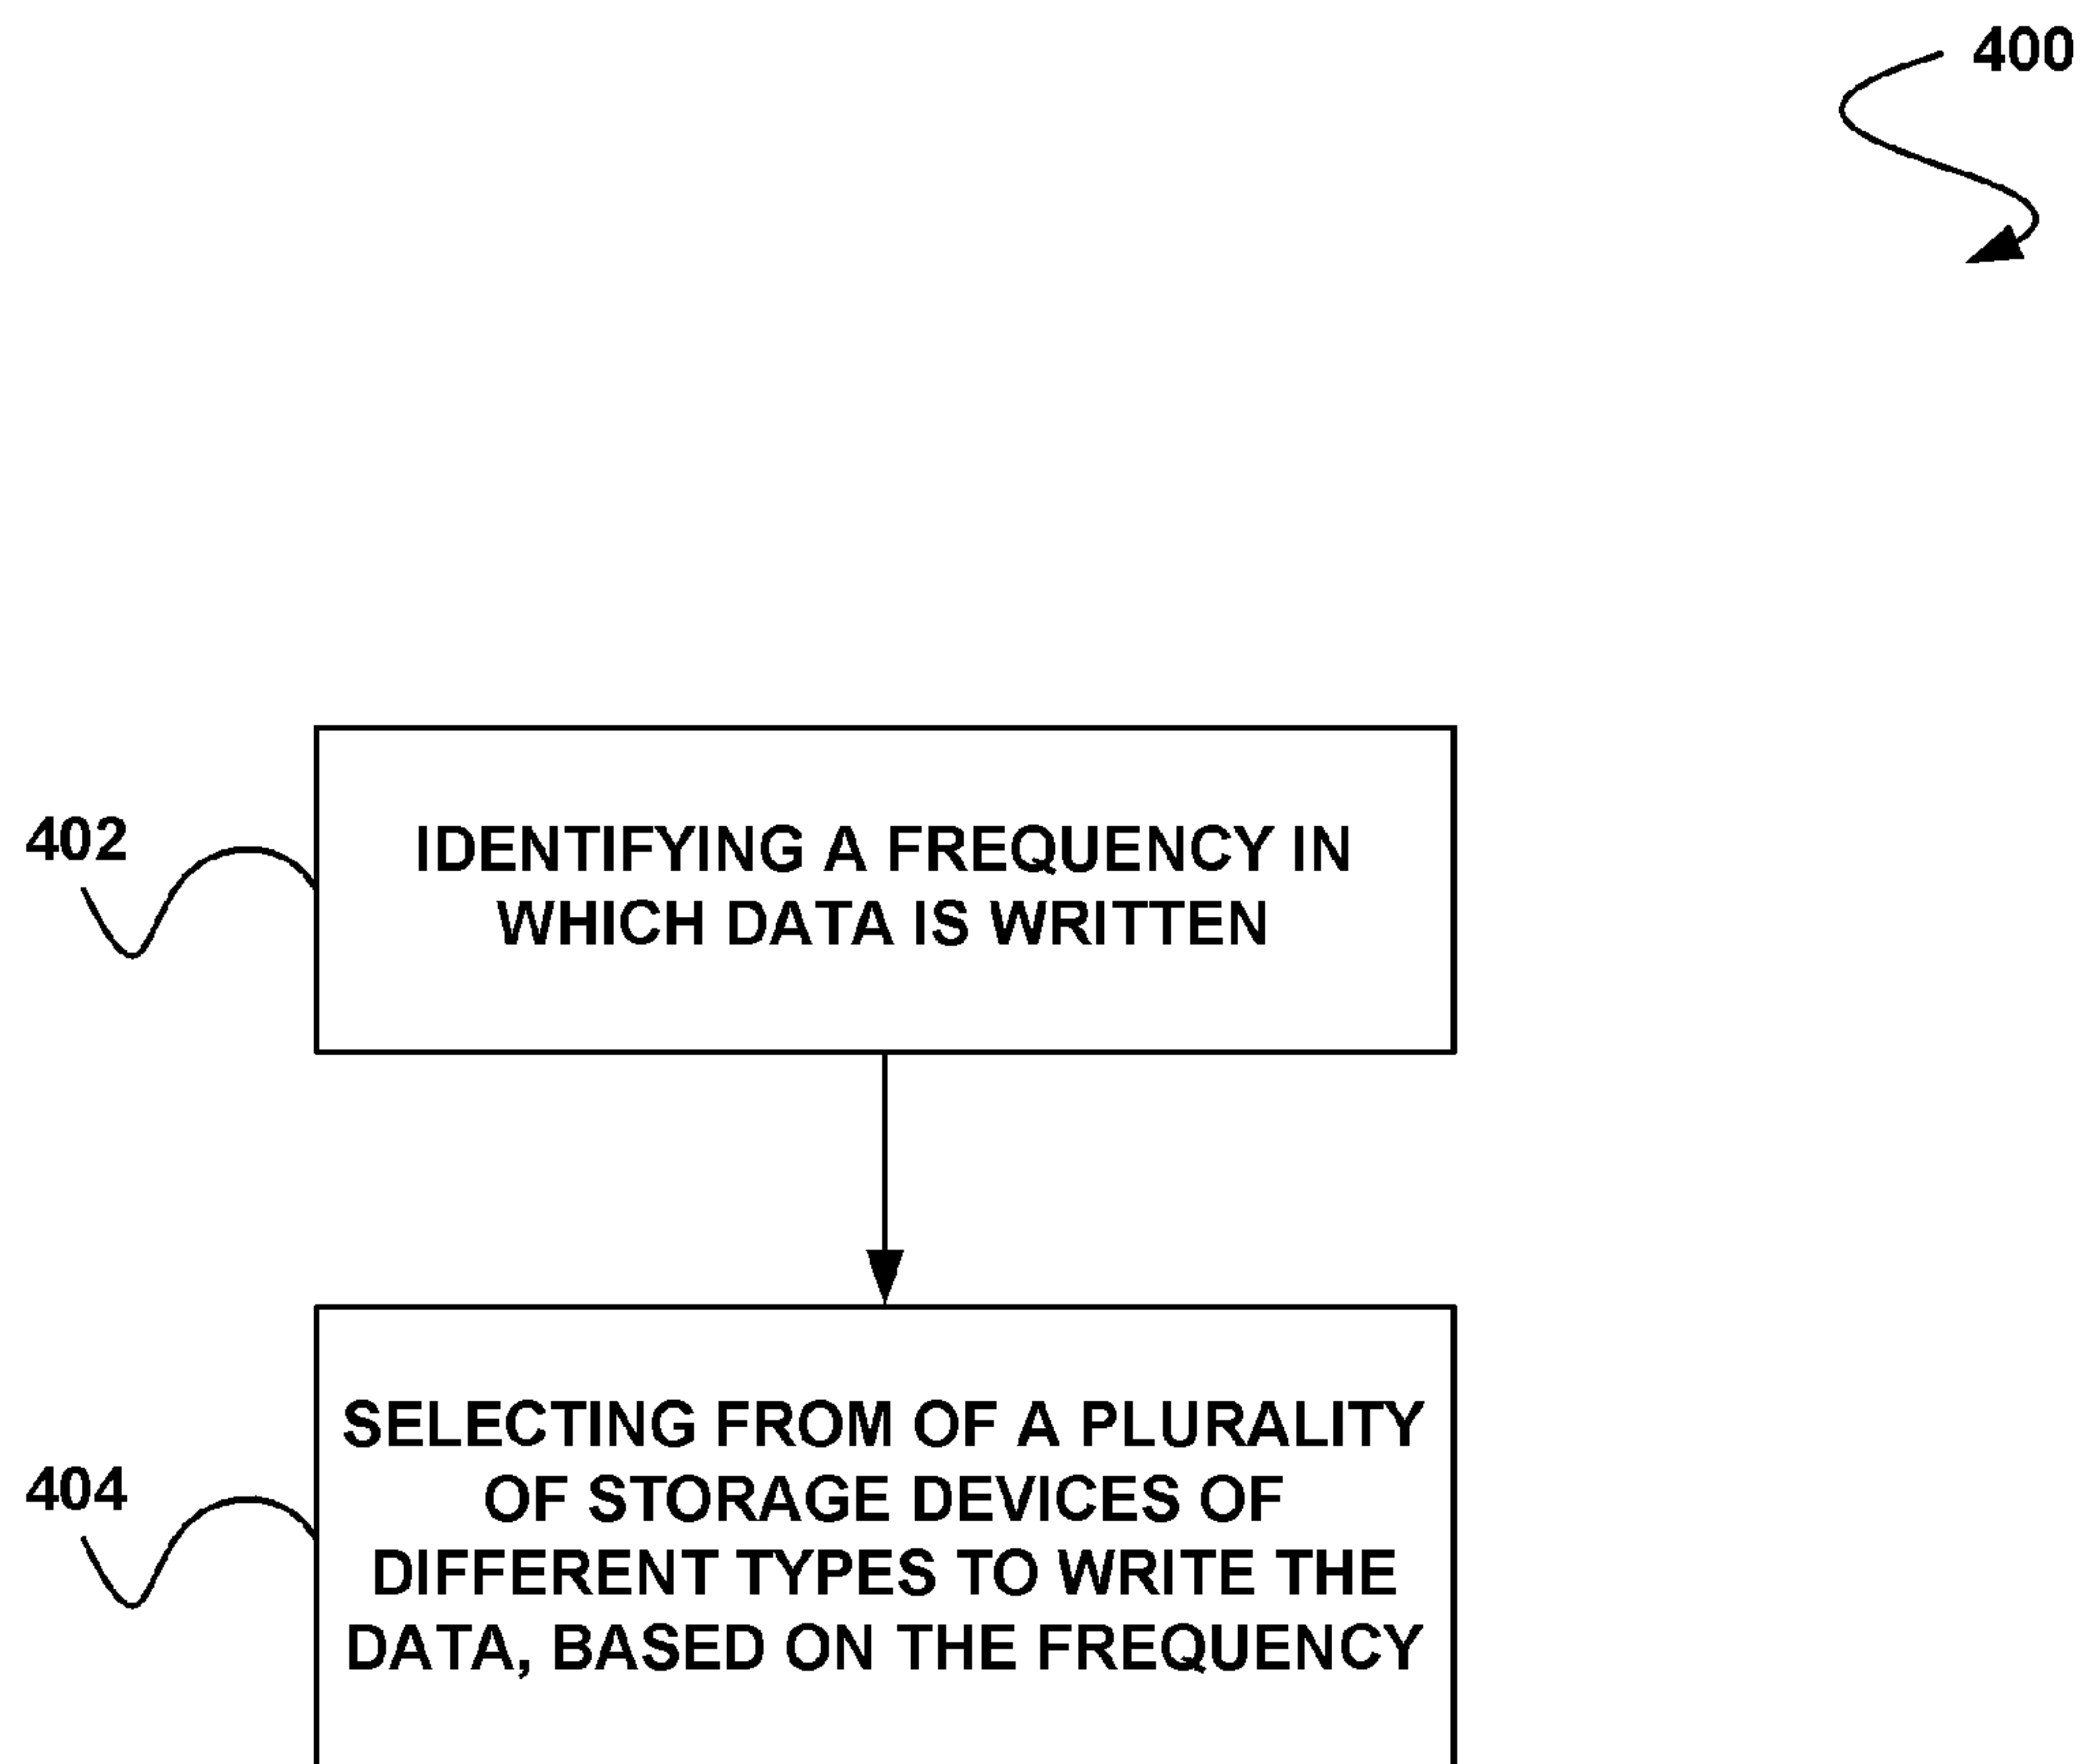 400
402
IDENTIFYING A FREQUENCY IN
WHICH DATA IS WRITTEN
404
SELECTING FROM OF A PLURALITY
OF STORAGE DEVICES OF
DIFFERENT TYPES TO WRITE THE
DATA, BASED ON THE FREQUENCY